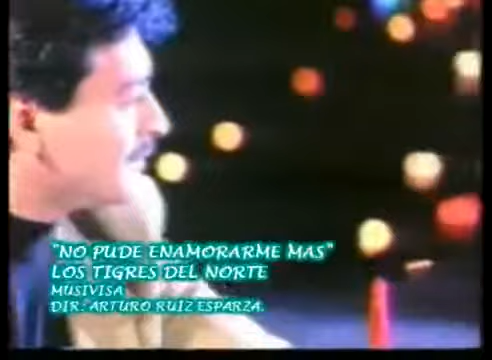 "NO PUDE ENAMORARME MAS"
LOS TIGRES DEL NORTE
MUSIVISA
DIR. ARTURO RUIZ ESPARZA.